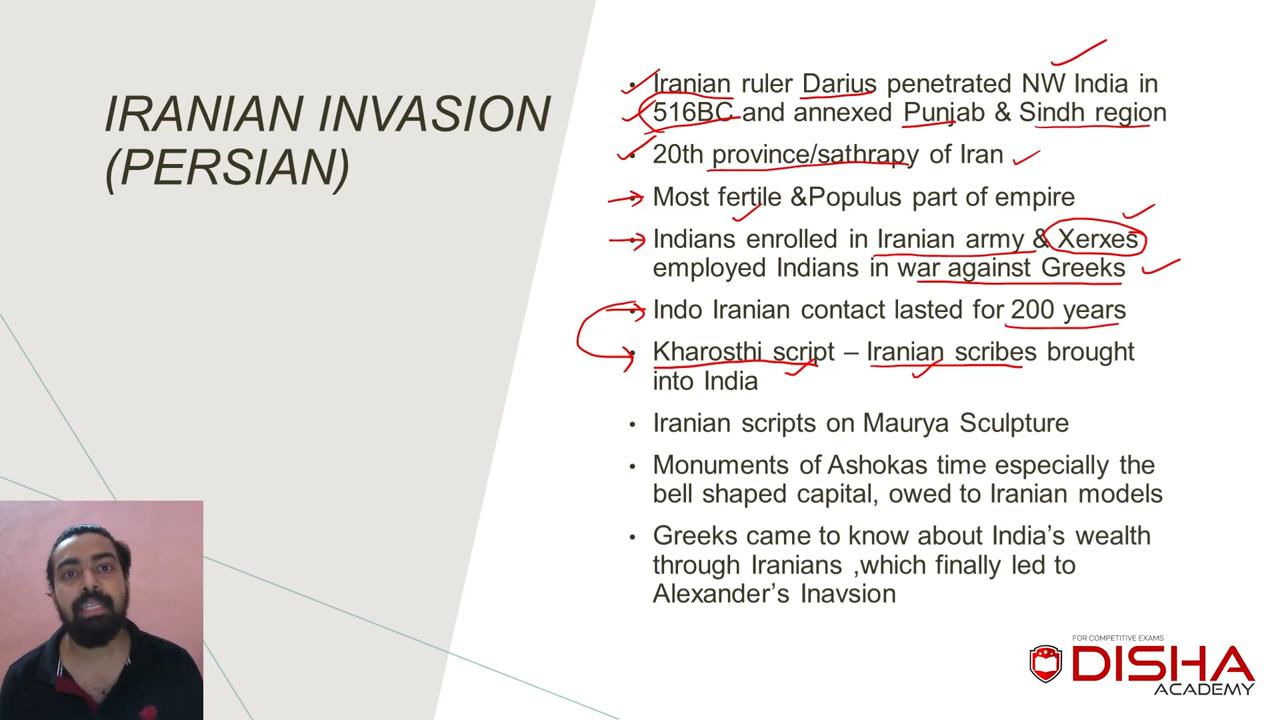 IRANIAN INVASION
(PERSIAN)
• Iranian ruler Darius penetrated NW India in
516BC and annexed Punjab & Sindh region
• 20th province/sathrapy of Iran
• Most fertile &Populus part of empire
• Indians enrolled in Iranian army & Xerxes
employed Indians in war against Greeks
• Indo Iranian contact lasted for 200 years
• Kharosthi script – Iranian scribes brought
into India
• Iranian scripts on Maurya Sculpture
• Monuments of Ashokas time especially the
bell shaped capital, owed to Iranian models
• Greeks came to know about India’s wealth
through Iranians ,which finally led to
Alexander’s Inavsion
FOR COMPETITIVE EXAMS
DISHA
ACADEMY